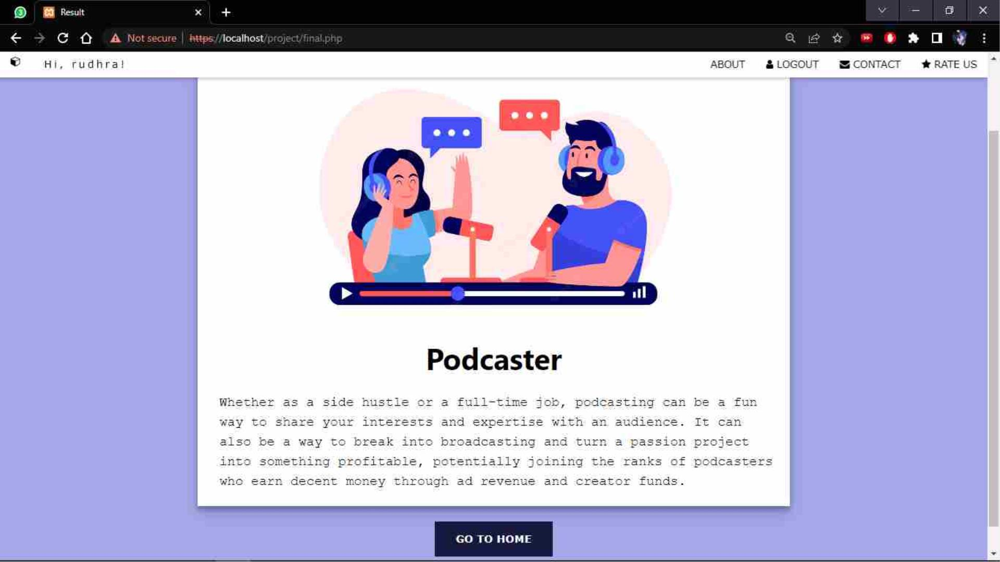 3
Result
Not secure
https://localhost/project/final.php
Hi, rudhra!
ABOUT
LOGOUT
CONTACT
RATE US
Podcaster
Whether as a side hustle or a full-time job, podcasting can be a fun
way to share your interests and expertise with an audience. It can
also be a way to break into broadcasting and turn a passion project
into something profitable, potentially joining the ranks of podcasters
who earn decent money through ad revenue and creator funds.
GO TO HOME